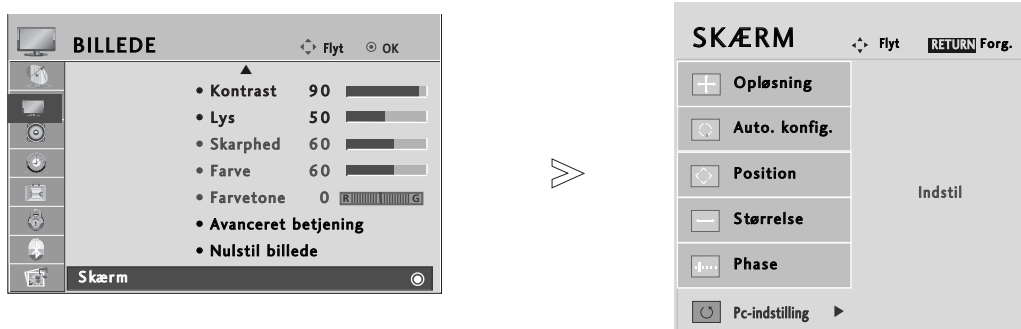 BILLEDE Flyt OK
• Kontrast 90
• Lys 50
• Skarphed 60
• Farve 60
• Farvetone 0 R G
• Avanceret betjening
• Nulstil billede
Skærm
SKÆRM Flyt RETURN Forg.
Opløsning
Auto. konfig.
Position
Størrelse
Phase
Pc-indstilling
Indstil